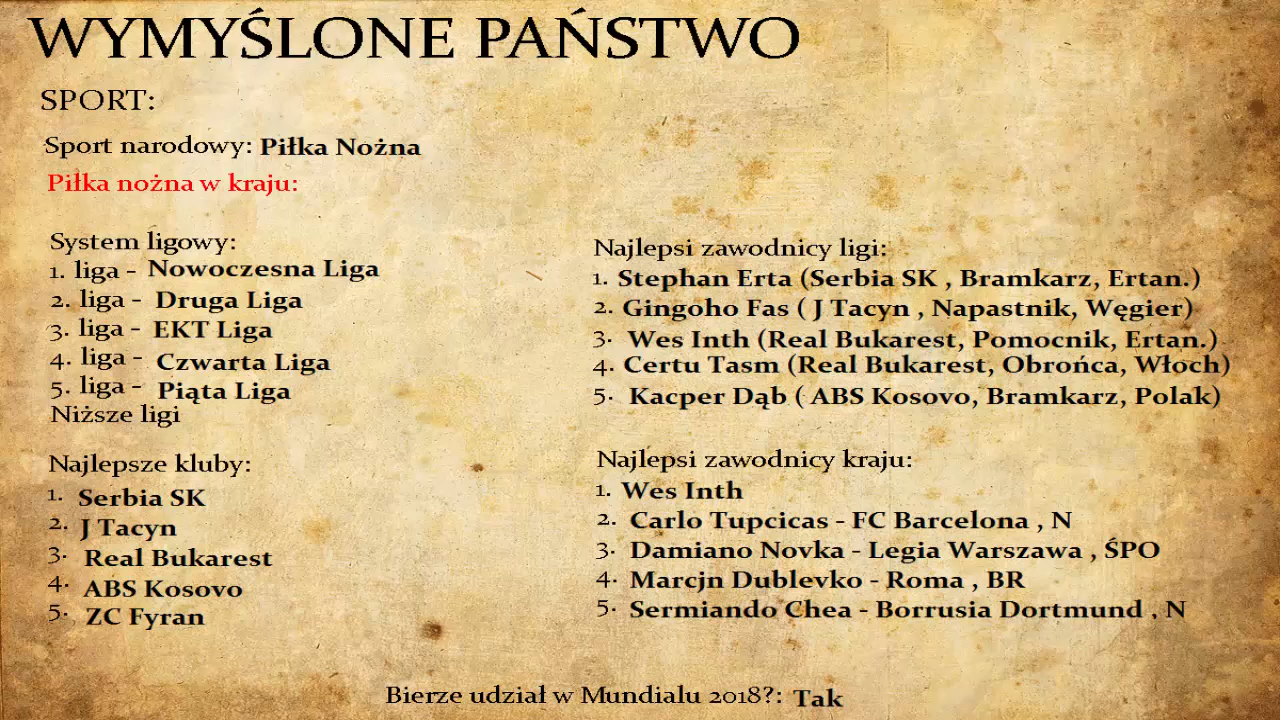 WYMYŚLONE PAŃSTWO
SPORT:
Sport narodowy: Piłka Nożna
Piłka nożna w kraju:
System ligowy:
1. liga - Nowoczesna Liga
2. liga - Druga Liga
3. liga - EKT Liga
4. liga - Czwarta Liga
5. liga - Piąta Liga
Niższe ligi
Najlepsze kluby:
1. Serbia SK
2. J Tacyn
3. Real Bukarest
4. ABS Kosovo
5. ZC Fyran
Najlepsi zawodnicy ligi:
1. Stephan Erta (Serbia SK , Bramkarz, Ertan.)
2. Gingoho Fas ( J Tacyn , Napastnik, Węgier)
3. Wes Inth (Real Bukarest, Pomocnik, Ertan.)
4. Certu Tasm (Real Bukarest, Obrońca, Włoch)
5. Kacper Dąb ( ABS Kosovo, Bramkarz, Polak)
Najlepsi zawodnicy kraju:
1. Wes Inth
2. Carlo Tupcicas - FC Barcelona , N
3. Damiano Novka - Legia Warszawa , ŚPO
4. Marcjn Dublevko - Roma , BR
5. Sermiando Chea - Borrusia Dortmund , N
Bierze udział w Mundialu 2018?: Tak